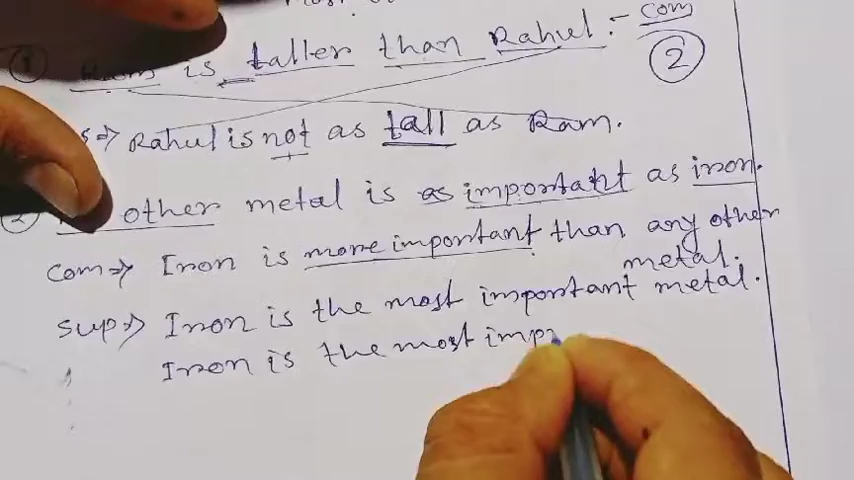 ① is taller than Rahul :- com
②
⇒ Rahul is not as tall as Ram.
other metal is as important as iron.
com ⇒ Iron is more important than any other
metal.
sup ⇒ Iron is the most important metal.
Iron is the most imp